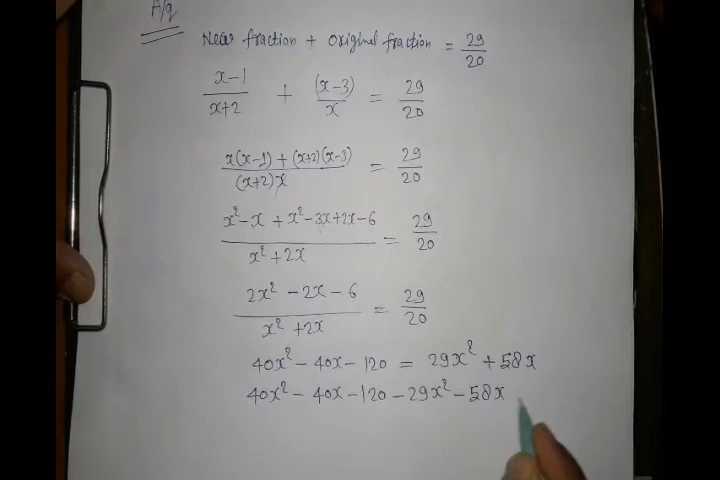 A/q
New fraction + Original fraction = 29/20
(x-1)/(x+2) + (x-3)/x = 29/20
(x(x-1) + (x+2)(x-3))/((x+2)x) = 29/20
(x²-x + x²-3x+2x-6)/(x²+2x) = 29/20
(2x² - 2x - 6)/(x² + 2x) = 29/20
40x² - 40x - 120 = 29x² + 58x
40x² - 40x - 120 - 29x² - 58x